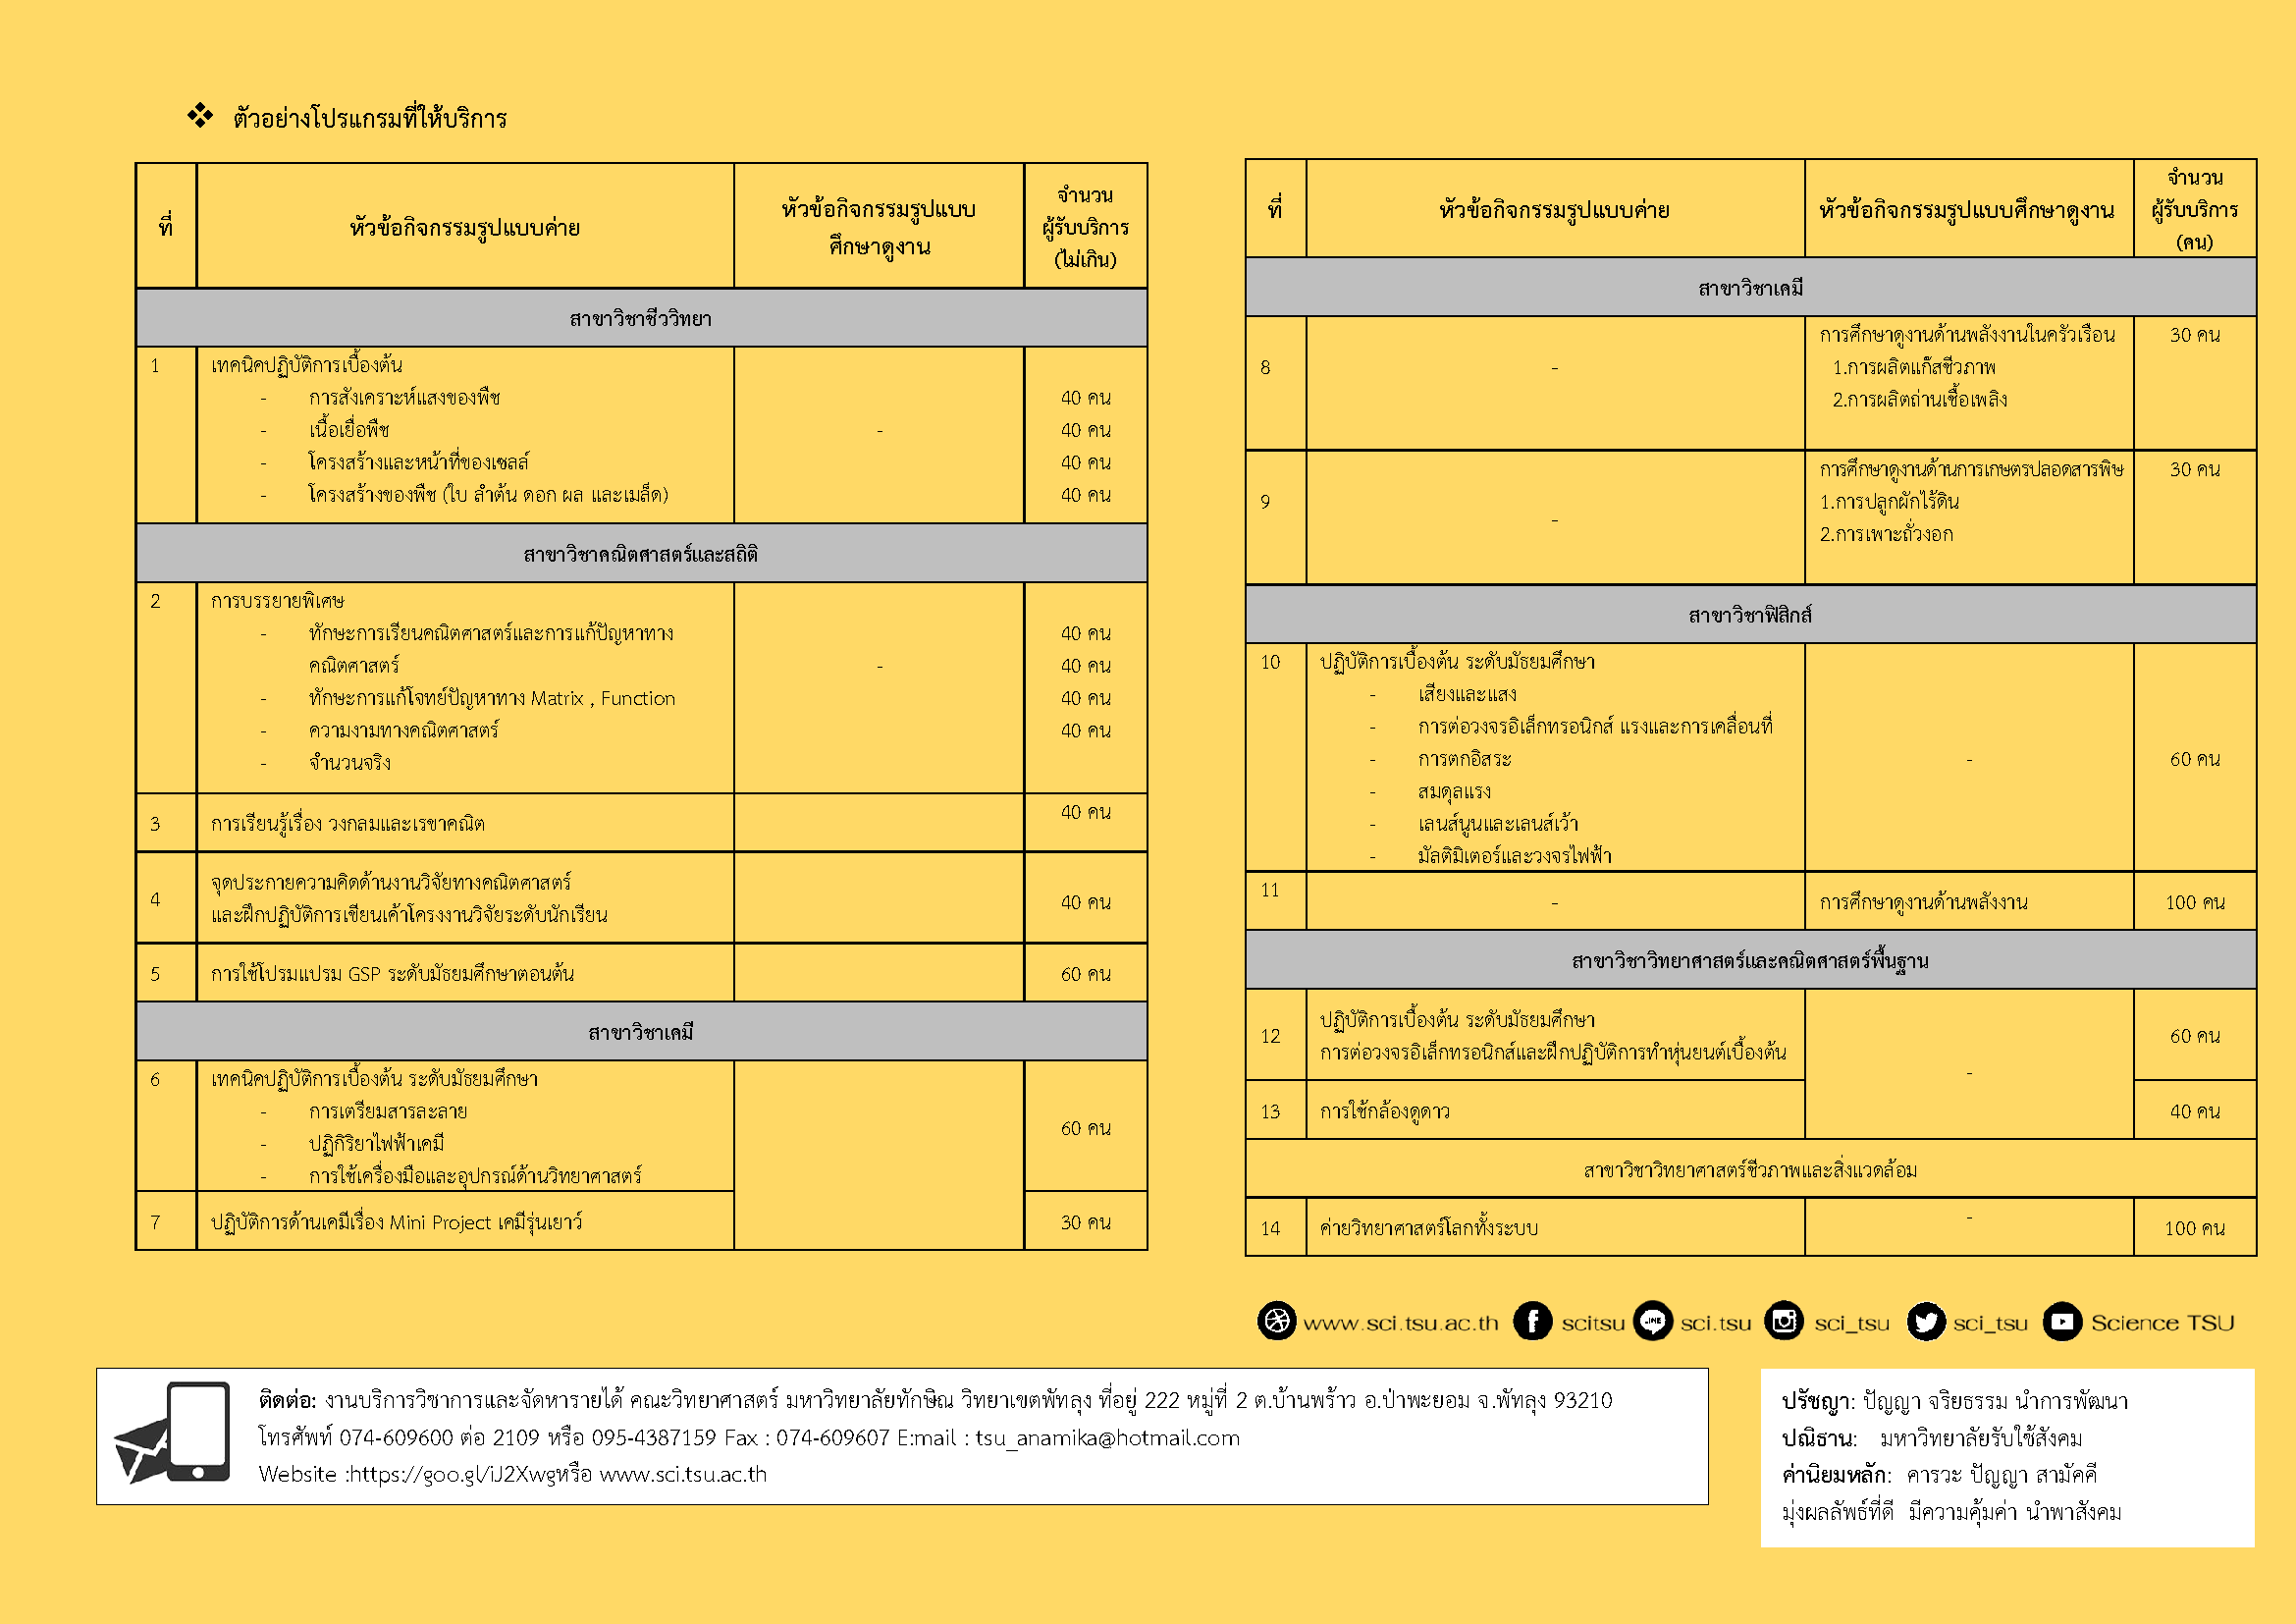 ❖ ตัวอย่างโปรแกรมที่ให้บริการ
ที่ หัวข้อกิจกรรมรูปแบบค่าย หัวข้อกิจกรรมรูปแบบ ศึกษาดูงาน จำนวน ผู้รับบริการ (ไม่เกิน)
สาขาวิชาชีววิทยา
1 เทคนิคปฏิบัติการเบื้องต้น
- การสังเคราะห์แสงของพืช 40 คน
- เนื้อเยื่อพืช - 40 คน
- โครงสร้างและหน้าที่ของเซลล์ 40 คน
- โครงสร้างของพืช (ใบ ลำต้น ดอก ผล และเมล็ด) 40 คน
สาขาวิชาคณิตศาสตร์และสถิติ
2 การบรรยายพิเศษ
- ทักษะการเรียนคณิตศาสตร์และการแก้ปัญหาทาง 40 คน
คณิตศาสตร์ - 40 คน
- ทักษะการแก้โจทย์ปัญหาทาง Matrix , Function 40 คน
- ความงามทางคณิตศาสตร์ 40 คน
- จำนวนจริง
3 การเรียนรู้เรื่อง วงกลมและเรขาคณิต 40 คน
4 จุดประกายความคิดด้านงานวิจัยทางคณิตศาสตร์
และฝึกปฏิบัติการเขียนเค้าโครงงานวิจัยระดับนักเรียน 40 คน
5 การใช้โปรมแปรม GSP ระดับมัธยมศึกษาตอนต้น 60 คน
สาขาวิชาเคมี
6 เทคนิคปฏิบัติการเบื้องต้น ระดับมัธยมศึกษา
- การเตรียมสารละลาย
- ปฏิกิริยาไฟฟ้าเคมี 60 คน
- การใช้เครื่องมือและอุปกรณ์ด้านวิทยาศาสตร์
7 ปฏิบัติการด้านเคมีเรื่อง Mini Project เคมีรุ่นเยาว์ 30 คน
ที่ หัวข้อกิจกรรมรูปแบบค่าย หัวข้อกิจกรรมรูปแบบศึกษาดูงาน จำนวน ผู้รับบริการ (คน)
สาขาวิชาเคมี
8 - การศึกษาดูงานด้านพลังงานในครัวเรือน 30 คน
1.การผลิตแก๊สชีวภาพ
2.การผลิตถ่านเชื้อเพลิง
9 - การศึกษาดูงานด้านการเกษตรปลอดสารพิษ 30 คน
1.การปลูกผักไร้ดิน
2.การเพาะถั่วงอก
สาขาวิชาฟิสิกส์
10 ปฏิบัติการเบื้องต้น ระดับมัธยมศึกษา
- เสียงและแสง
- การต่อวงจรอิเล็กทรอนิกส์ แรงและการเคลื่อนที่
- การตกอิสระ - 60 คน
- สมดุลแรง
- เลนส์นูนและเลนส์เว้า
- มัลติมิเตอร์และวงจรไฟฟ้า
11 - การศึกษาดูงานด้านพลังงาน 100 คน
สาขาวิชาวิทยาศาสตร์และคณิตศาสตร์พื้นฐาน
12 ปฏิบัติการเบื้องต้น ระดับมัธยมศึกษา
การต่อวงจรอิเล็กทรอนิกส์และฝึกปฏิบัติการทำหุ่นยนต์เบื้องต้น - 60 คน
13 การใช้กล้องดูดาว 40 คน
สาขาวิชาวิทยาศาสตร์ชีวภาพและสิ่งแวดล้อม
14 ค่ายวิทยาศาสตร์โลกทั้งระบบ - 100 คน
www.sci.tsu.ac.th scitsu LINE sci.tsu sci_tsu sci_tsu Science TSU
ติดต่อ: งานบริการวิชาการและจัดหารายได้ คณะวิทยาศาสตร์ มหาวิทยาลัยทักษิณ วิทยาเขตพัทลุง ที่อยู่ 222 หมู่ที่ 2 ต.บ้านพร้าว อ.ป่าพะยอม จ.พัทลุง 93210
โทรศัพท์ 074-609600 ต่อ 2109 หรือ 095-4387159 Fax : 074-609607 E:mail : tsu_anamika@hotmail.com
Website :https://goo.gl/iJ2Xwgหรือ www.sci.tsu.ac.th
ปรัชญา: ปัญญา จริยธรรม นำการพัฒนา
ปณิธาน: มหาวิทยาลัยรับใช้สังคม
ค่านิยมหลัก: คารวะ ปัญญา สามัคคี
มุ่งผลลัพธ์ที่ดี มีความคุ้มค่า นำพาสังคม